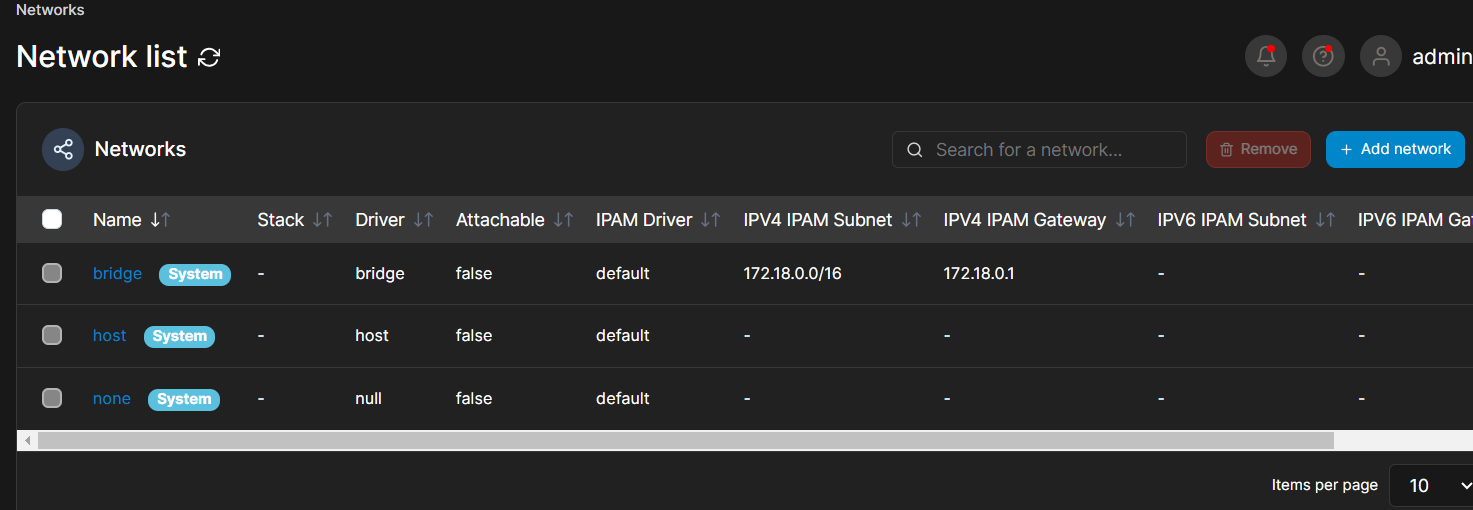 Networks
Network list
admin
Networks
Search for a network...
Remove
+ Add network
Name Stack Driver Attachable IPAM Driver IPV4 IPAM Subnet IPV4 IPAM Gateway IPV6 IPAM Subnet IPV6 IPAM Gat
bridge System - bridge false default 172.18.0.0/16 172.18.0.1 - -
host System - host false default - - - -
none System - null false default - - - -
Items per page 10